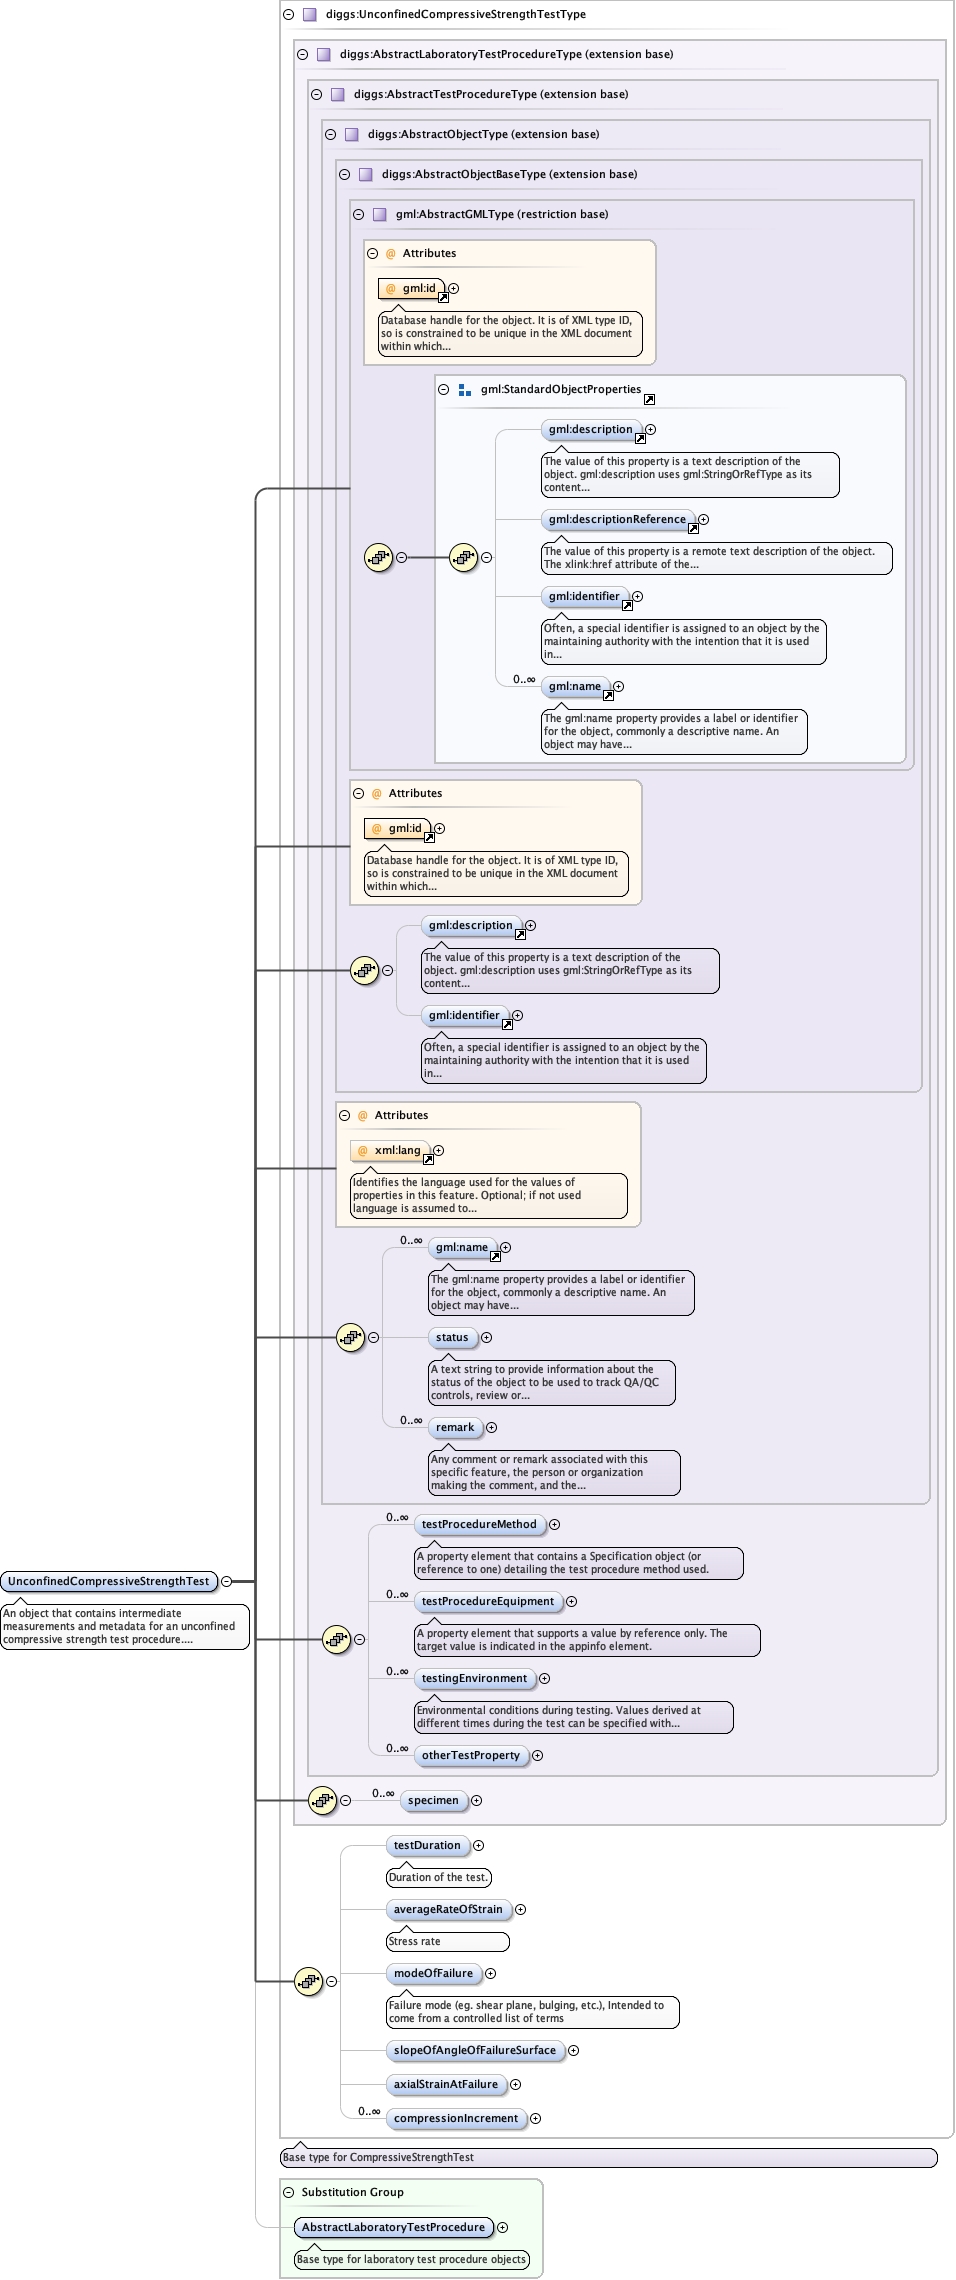 diggs:UnconfinedCompressiveStrengthTestType
diggs:AbstractLaboratoryTestProcedureType (extension base)
diggs:AbstractTestProcedureType (extension base)
diggs:AbstractObjectType (extension base)
diggs:AbstractObjectBaseType (extension base)
gml:AbstractGMLType (restriction base)
@ Attributes
@ gml:id
Database handle for the object. It is of XML type ID,
so is constrained to be unique in the XML document
within which...
gml:StandardObjectProperties
gml:description
The value of this property is a text description of the
object. gml:description uses gml:StringOrRefType as its
content...
gml:descriptionReference
The value of this property is a remote text description of the object.
The xlink:href attribute of the...
gml:identifier
Often, a special identifier is assigned to an object by the
maintaining authority with the intention that it is used
in...
0..∞
gml:name
The gml:name property provides a label or identifier
for the object, commonly a descriptive name. An
object may have...
@ Attributes
@ gml:id
Database handle for the object. It is of XML type ID,
so is constrained to be unique in the XML document
within which...
gml:description
The value of this property is a text description of the
object. gml:description uses gml:StringOrRefType as its
content...
gml:identifier
Often, a special identifier is assigned to an object by the
maintaining authority with the intention that it is used
in...
@ Attributes
@ xml:lang
Identifies the language used for the values of
properties in this feature. Optional; if not used
language is assumed to...
0..∞
gml:name
The gml:name property provides a label or identifier
for the object, commonly a descriptive name. An
object may have...
status
A text string to provide information about the
status of the object to be used to track QA/QC
controls, review or...
0..∞
remark
Any comment or remark associated with this
specific feature, the person or organization
making the comment, and the...
0..∞
testProcedureMethod
A property element that contains a Specification object (or
reference to one) detailing the test procedure method used.
UnconfinedCompressiveStrengthTest
An object that contains intermediate
measurements and metadata for an unconfined
compressive strength test procedure....
0..∞
testProcedureEquipment
A property element that supports a value by reference only. The
target value is indicated in the appinfo element.
0..∞
testingEnvironment
Environmental conditions during testing. Values derived at
different times during the test can be specified with...
0..∞
otherTestProperty
0..∞
specimen
testDuration
Duration of the test.
averageRateOfStrain
Stress rate
modeOfFailure
Failure mode (eg. shear plane, bulging, etc.), Intended to
come from a controlled list of terms
slopeOfAngleOfFailureSurface
axialStrainAtFailure
0..∞
compressionIncrement
Base type for CompressiveStrengthTest
Substitution Group
AbstractLaboratoryTestProcedure
Base type for laboratory test procedure objects